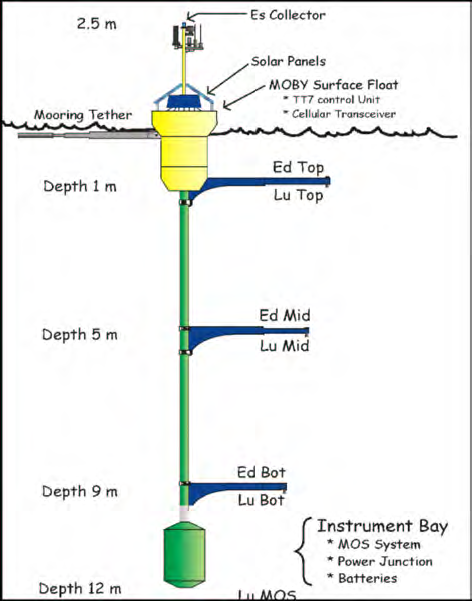 2.5 m
Es Collector
Solar Panels
MOBY Surface Float
* TT7 control Unit
* Cellular Transceiver
Mooring Tether
Depth 1 m
Ed Top
Lu Top
Depth 5 m
Ed Mid
Lu Mid
Depth 9 m
Ed Bot
Lu Bot
Instrument Bay
* MOS System
* Power Junction
* Batteries
Depth 12 m
Lu MOS